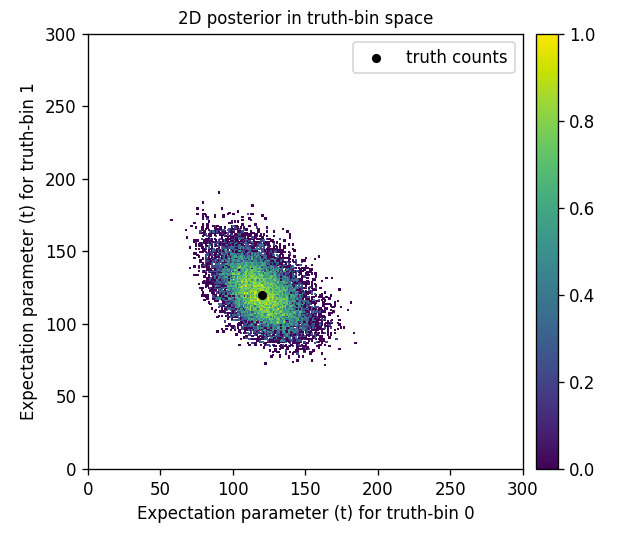 2D posterior in truth-bin space
truth counts
Expectation parameter (t) for truth-bin 1
300
250
200
150
100
50
0
0 50 100 150 200 250 300
Expectation parameter (t) for truth-bin 0
1.0
0.8
0.6
0.4
0.2
0.0